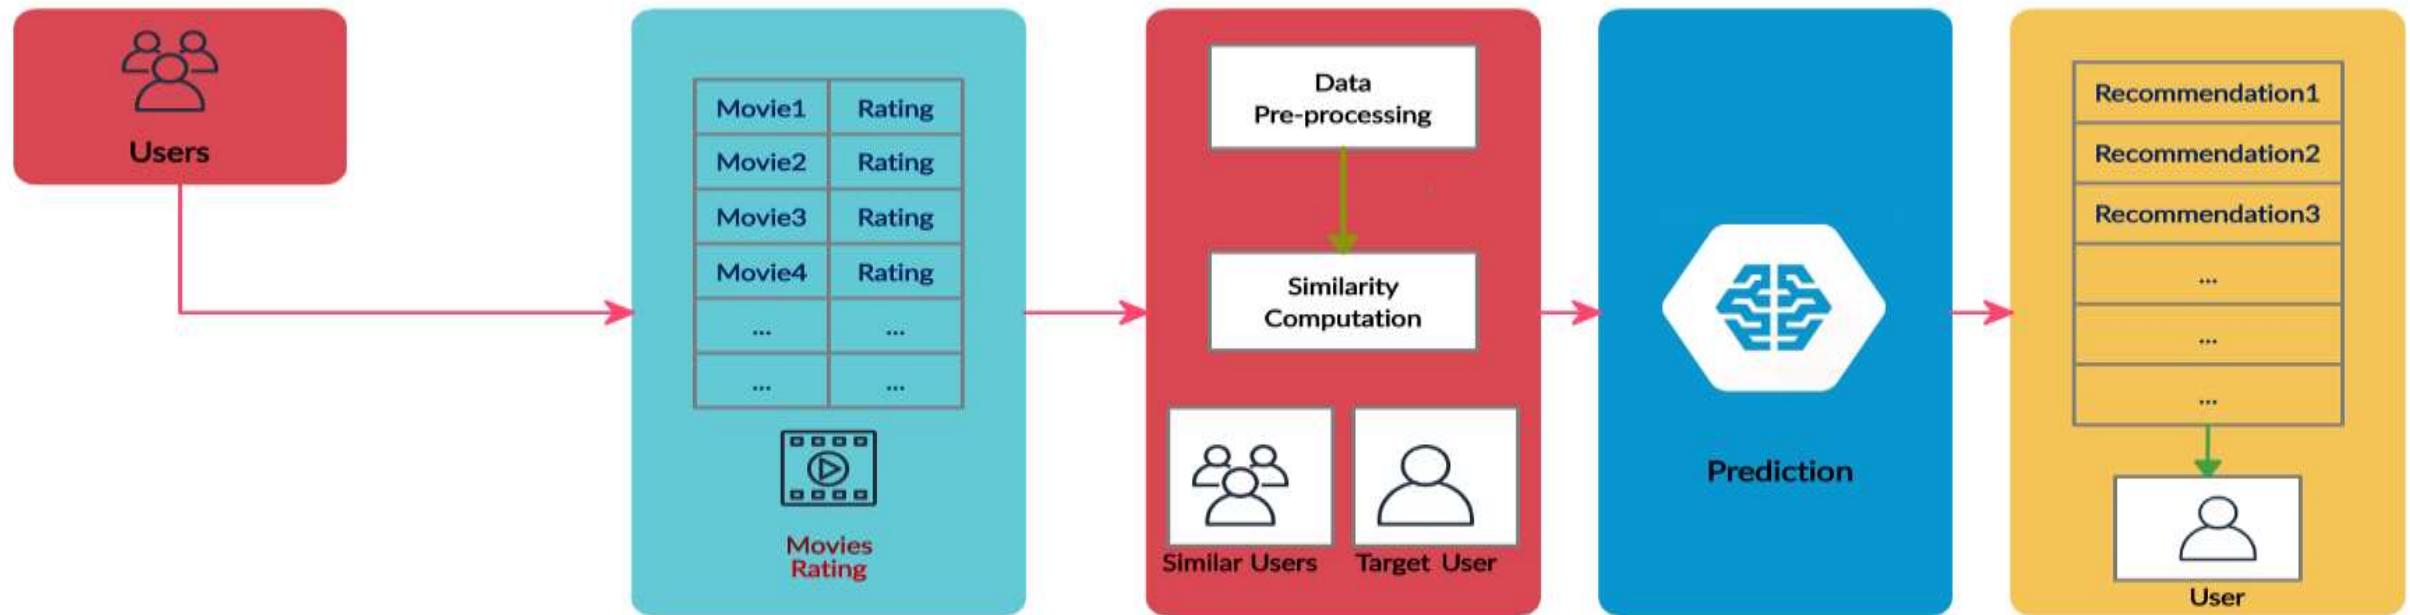 Users
Movie1 Rating
Movie2 Rating
Movie3 Rating
Movie4 Rating
... ...
... ...
Movies
Rating
Data
Pre-processing
Similarity
Computation
Similar Users
Target User
Prediction
Recommendation1
Recommendation2
Recommendation3
...
...
...
User